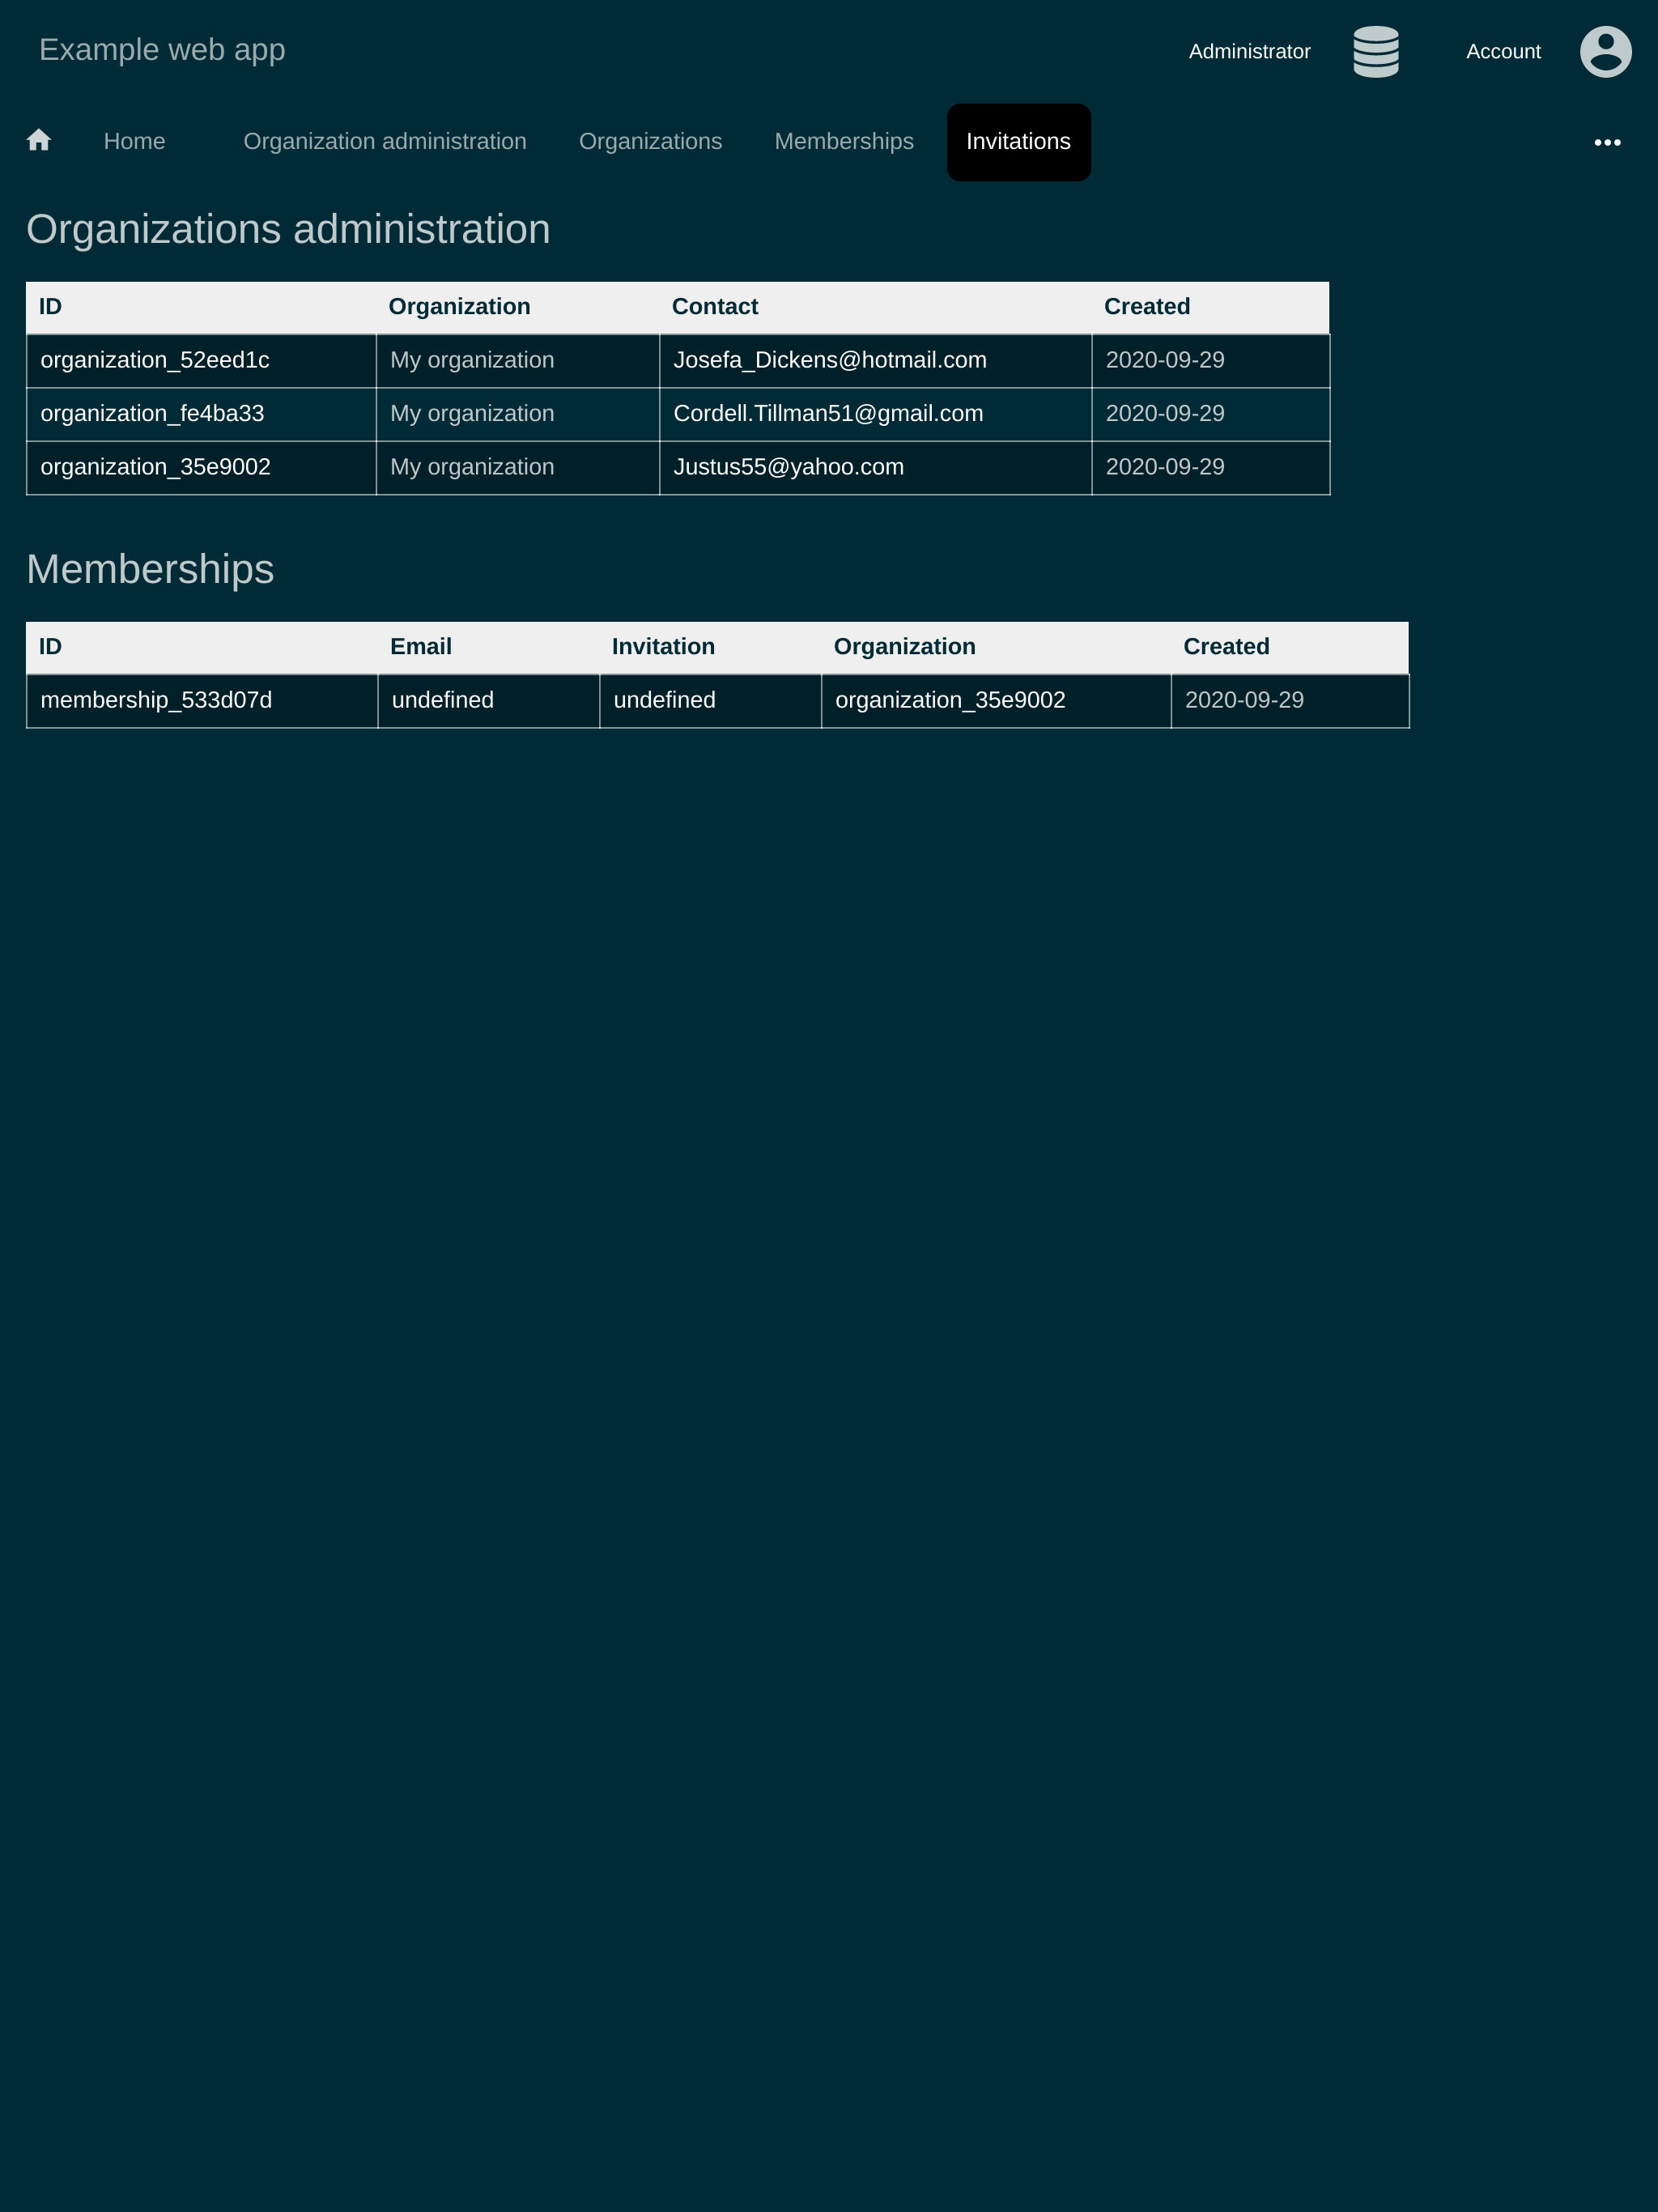 Example web app
Administrator
Account
Home
Organization administration
Organizations
Memberships
Invitations
Organizations administration
ID Organization Contact Created
organization_52eed1c My organization Josefa_Dickens@hotmail.com 2020-09-29
organization_fe4ba33 My organization Cordell.Tillman51@gmail.com 2020-09-29
organization_35e9002 My organization Justus55@yahoo.com 2020-09-29
Memberships
ID Email Invitation Organization Created
membership_533d07d undefined undefined organization_35e9002 2020-09-29